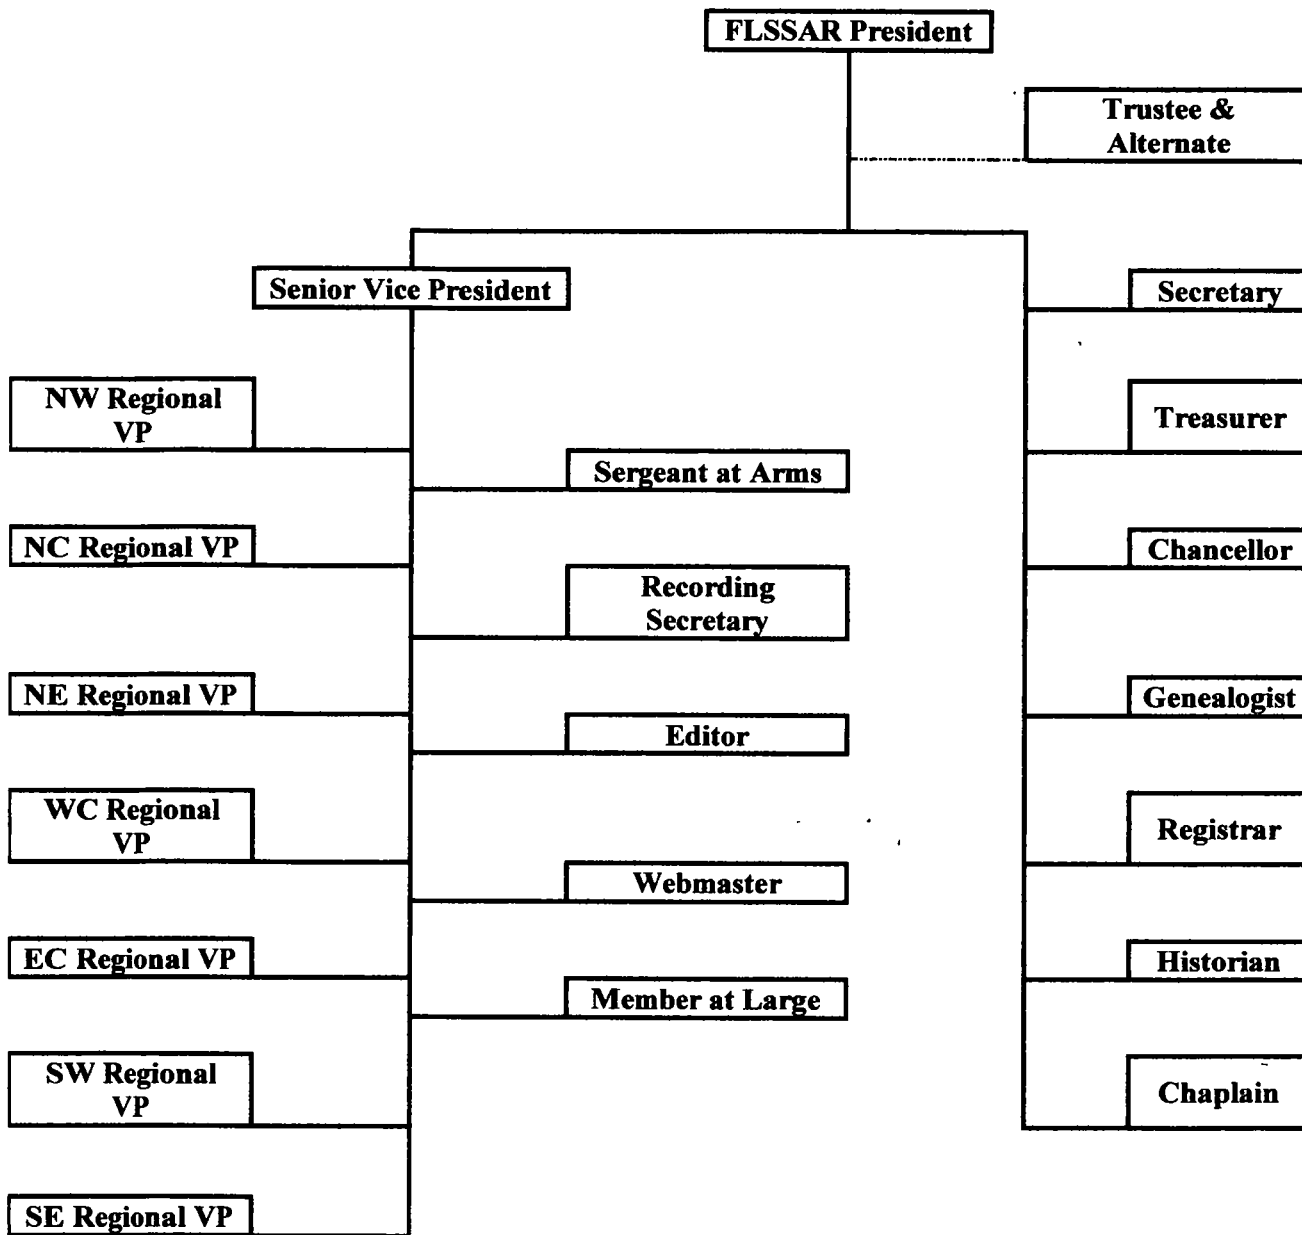 FLSSAR President
Trustee &
Alternate
Senior Vice President
Secretary
NW Regional
VP
Treasurer
Sergeant at Arms
NC Regional VP
Chancellor
Recording
Secretary
NE Regional VP
Genealogist
Editor
WC Regional
VP
Registrar
Webmaster
EC Regional VP
Historian
Member at Large
SW Regional
VP
Chaplain
SE Regional VP